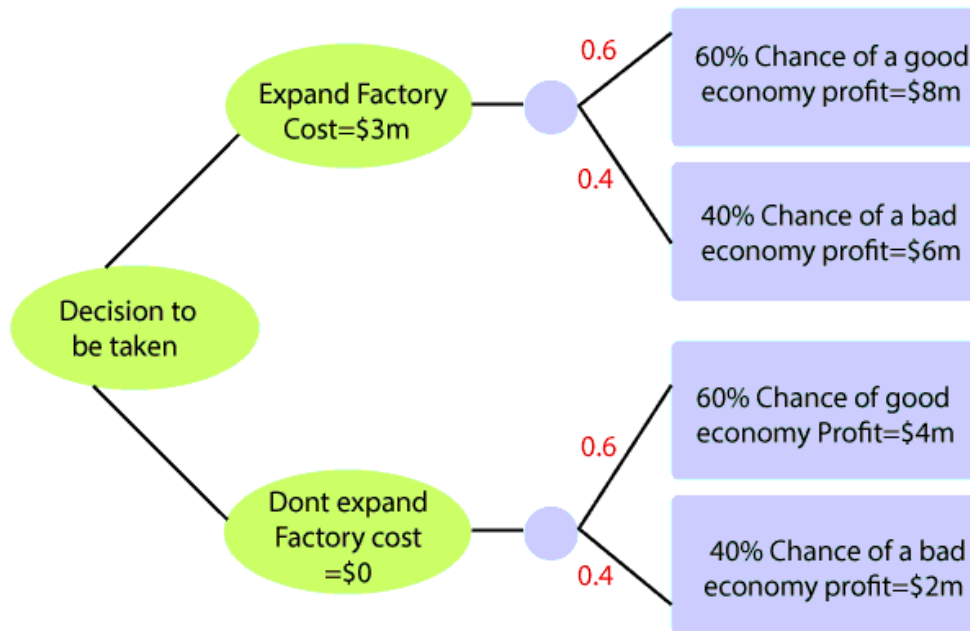 Expand Factory
Cost=$3m
0.6
60% Chance of a good
economy profit=$8m
0.4
40% Chance of a bad
economy profit=$6m
Decision to
be taken
Dont expand
Factory cost
=$0
0.6
60% Chance of good
economy Profit=$4m
0.4
40% Chance of a bad
economy profit=$2m